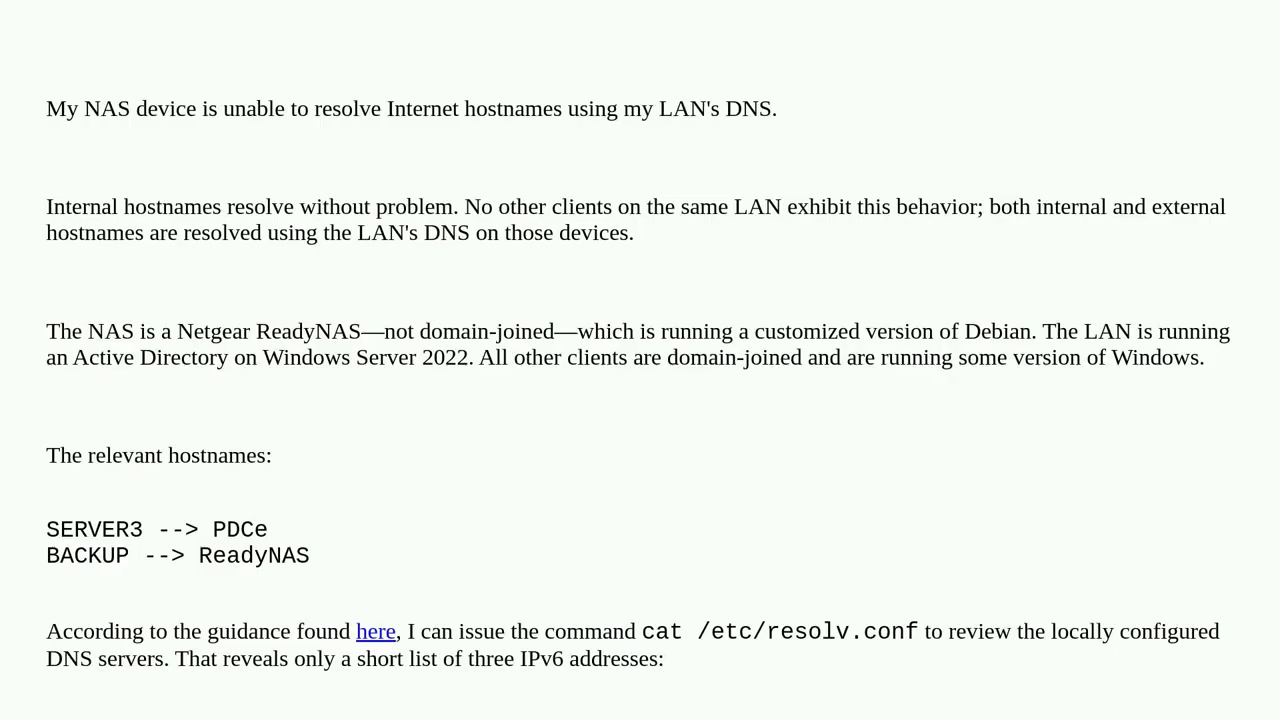 My NAS device is unable to resolve Internet hostnames using my LAN's DNS.
Internal hostnames resolve without problem. No other clients on the same LAN exhibit this behavior; both internal and external
hostnames are resolved using the LAN's DNS on those devices.
The NAS is a Netgear ReadyNAS—not domain-joined—which is running a customized version of Debian. The LAN is running
an Active Directory on Windows Server 2022. All other clients are domain-joined and are running some version of Windows.
The relevant hostnames:
SERVER3 --> PDCe
BACKUP --> ReadyNAS
According to the guidance found here, I can issue the command cat /etc/resolv.conf to review the locally configured
DNS servers. That reveals only a short list of three IPv6 addresses: